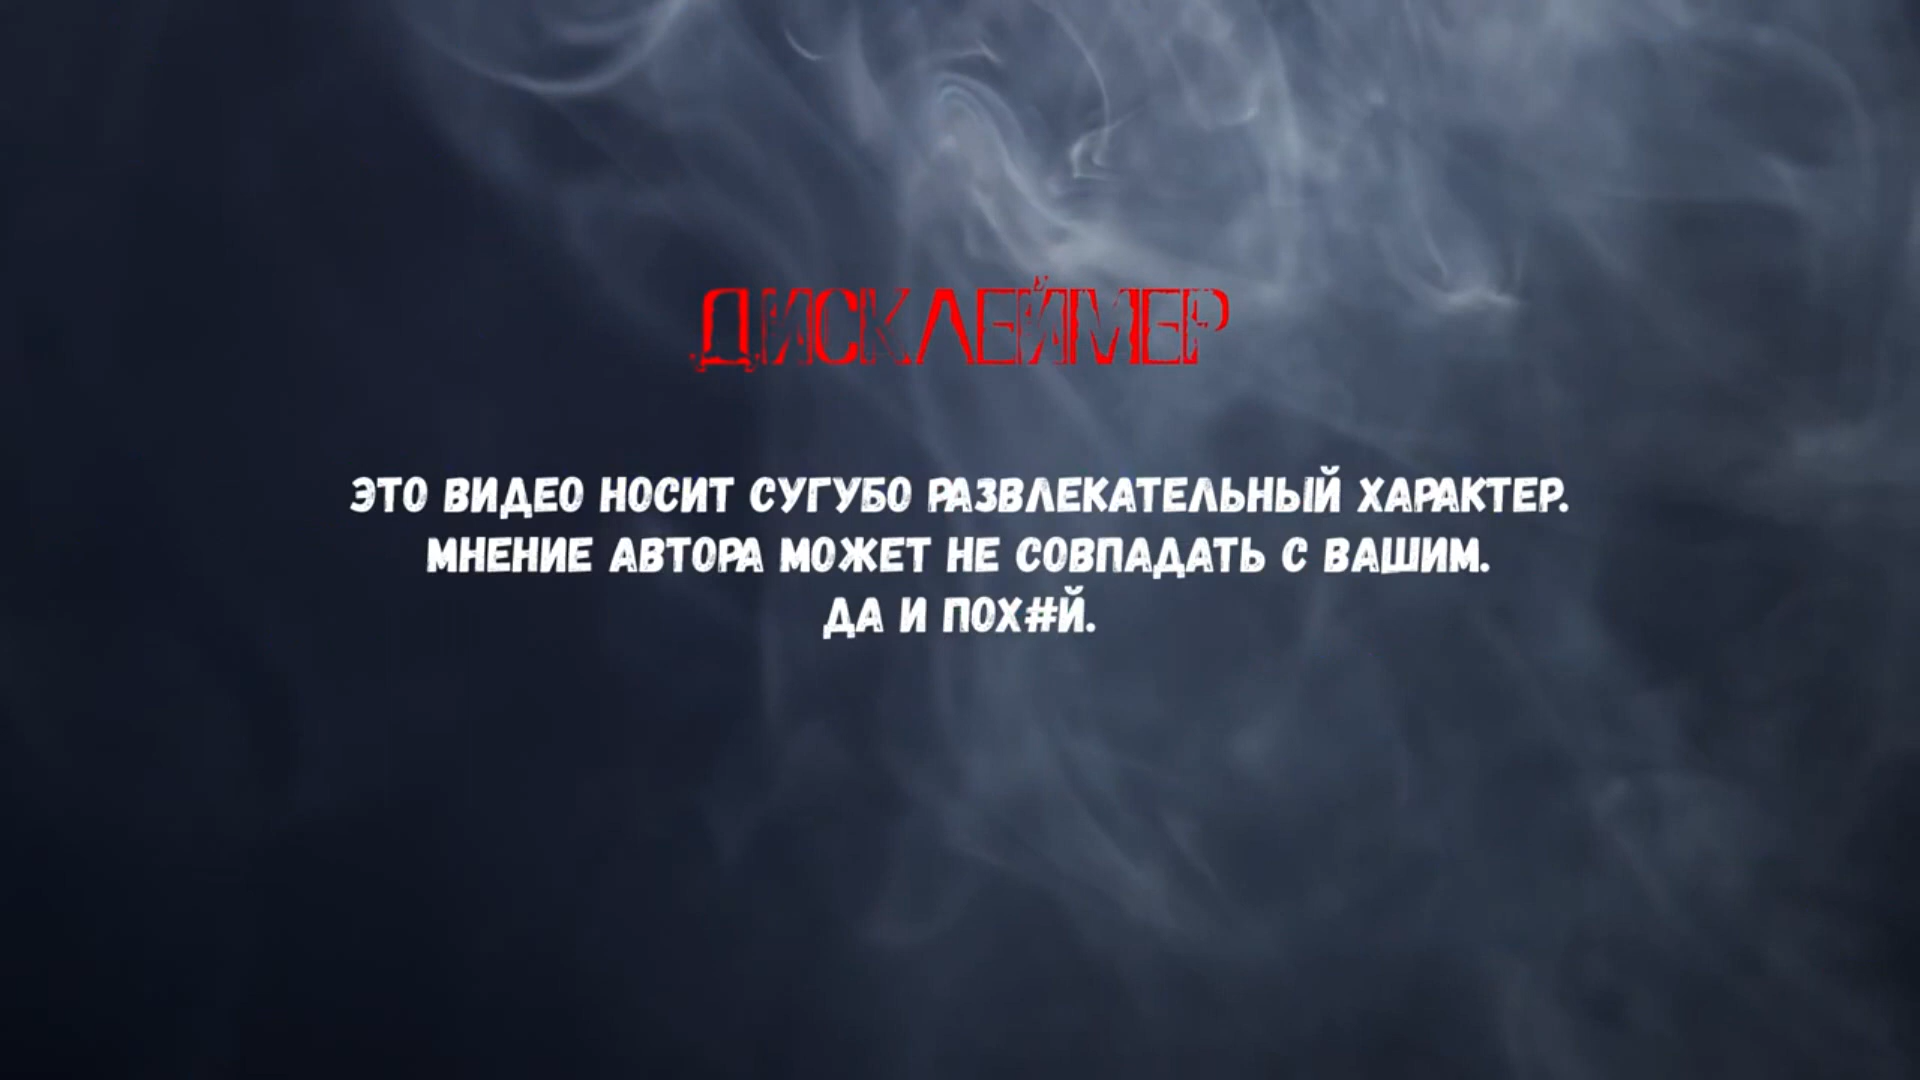 ДИСКЛЕЙМЕР
ЭТО ВИДЕО НОСИТ СУГУБО РАЗВЛЕКАТЕЛЬНЫЙ ХАРАКТЕР.
МНЕНИЕ АВТОРА МОЖЕТ НЕ СОВПАДАТЬ С ВАШИМ.
ДА И ПОХ#Й.